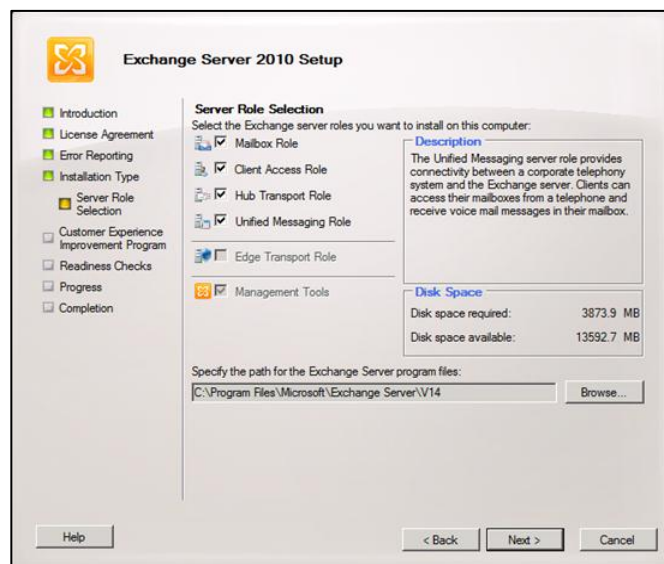 Exchange Server 2010 Setup
Introduction
License Agreement
Error Reporting
Installation Type
Server Role
Selection
Customer Experience
Improvement Program
Readiness Checks
Progress
Completion
Server Role Selection
Select the Exchange server roles you want to install on this computer:
Mailbox Role
Client Access Role
Hub Transport Role
Unified Messaging Role
Edge Transport Role
Management Tools
Description
The Unified Messaging server role provides
connectivity between a corporate telephony
system and the Exchange server. Clients can
access their mailboxes from a telephone and
receive voice mail messages in their mailbox.
Disk Space
Disk space required: 3873.9 MB
Disk space available: 13592.7 MB
Specify the path for the Exchange Server program files:
C:\Program Files\Microsoft\Exchange Server\V14
Browse...
Help
< Back
Next >
Cancel